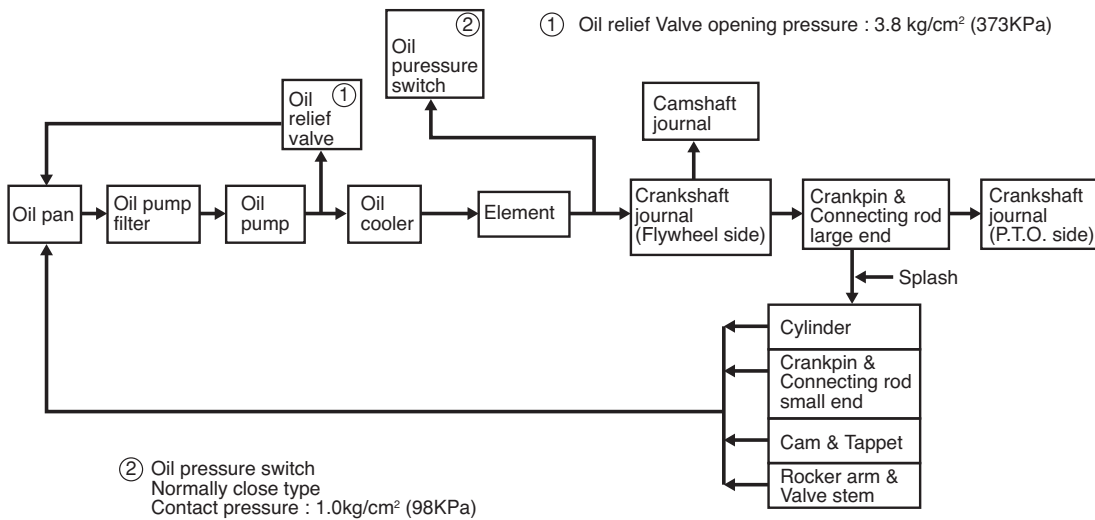 ① Oil relief Valve opening pressure : 3.8 kg/cm² (373KPa)
②
Oil
puressure
switch
①
Oil
relief
valve
Camshaft
journal
Oil pan
Oil pump
filter
Oil
pump
Oil
cooler
Element
Crankshaft
journal
(Flywheel side)
Crankpin &
Connecting rod
large end
Crankshaft
journal
(P.T.O. side)
Splash
Cylinder
Crankpin &
Connecting rod
small end
Cam & Tappet
Rocker arm &
Valve stem
② Oil pressure switch
Normally close type
Contact pressure : 1.0kg/cm² (98KPa)